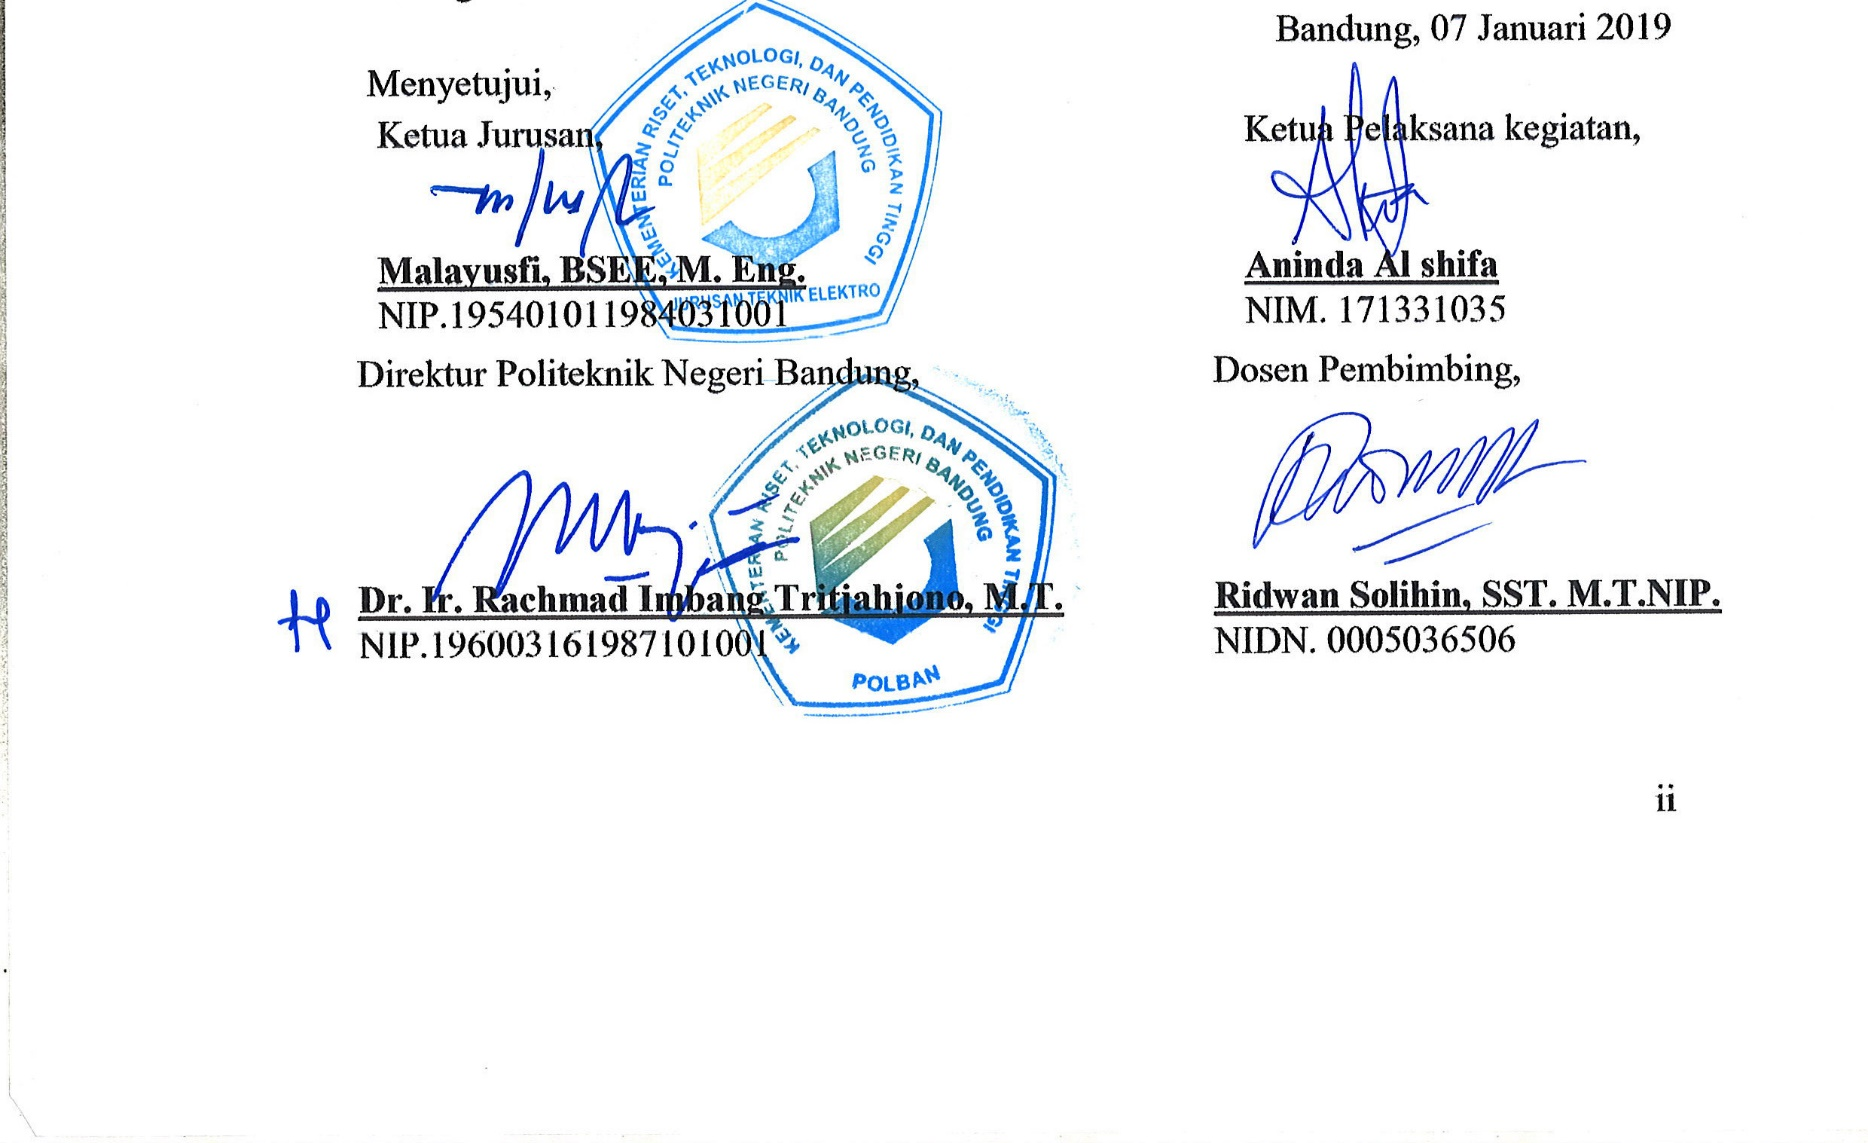 Bandung, 07 Januari 2019
Menyetujui,
Ketua Jurusan,
Ketua Pelaksana kegiatan,
KEMENTERIAN RISET, TEKNOLOGI, DAN PENDIDIKAN TINGGI
POLITEKNIK NEGERI BANDUNG
JURUSAN TEKNIK ELEKTRO
Malayusfi, BSEE, M. Eng.
NIP.195401011984031001
Aninda Al shifa
NIM. 171331035
Direktur Politeknik Negeri Bandung,
Dosen Pembimbing,
KEMENTERIAN RISET, TEKNOLOGI, DAN PENDIDIKAN TINGGI
POLITEKNIK NEGERI BANDUNG
POLBAN
Dr. Ir. Rachmad Imbang Tritjahjono, M.T.
NIP.196003161987101001
Ridwan Solihin, SST. M.T.NIP.
NIDN. 0005036506
ii